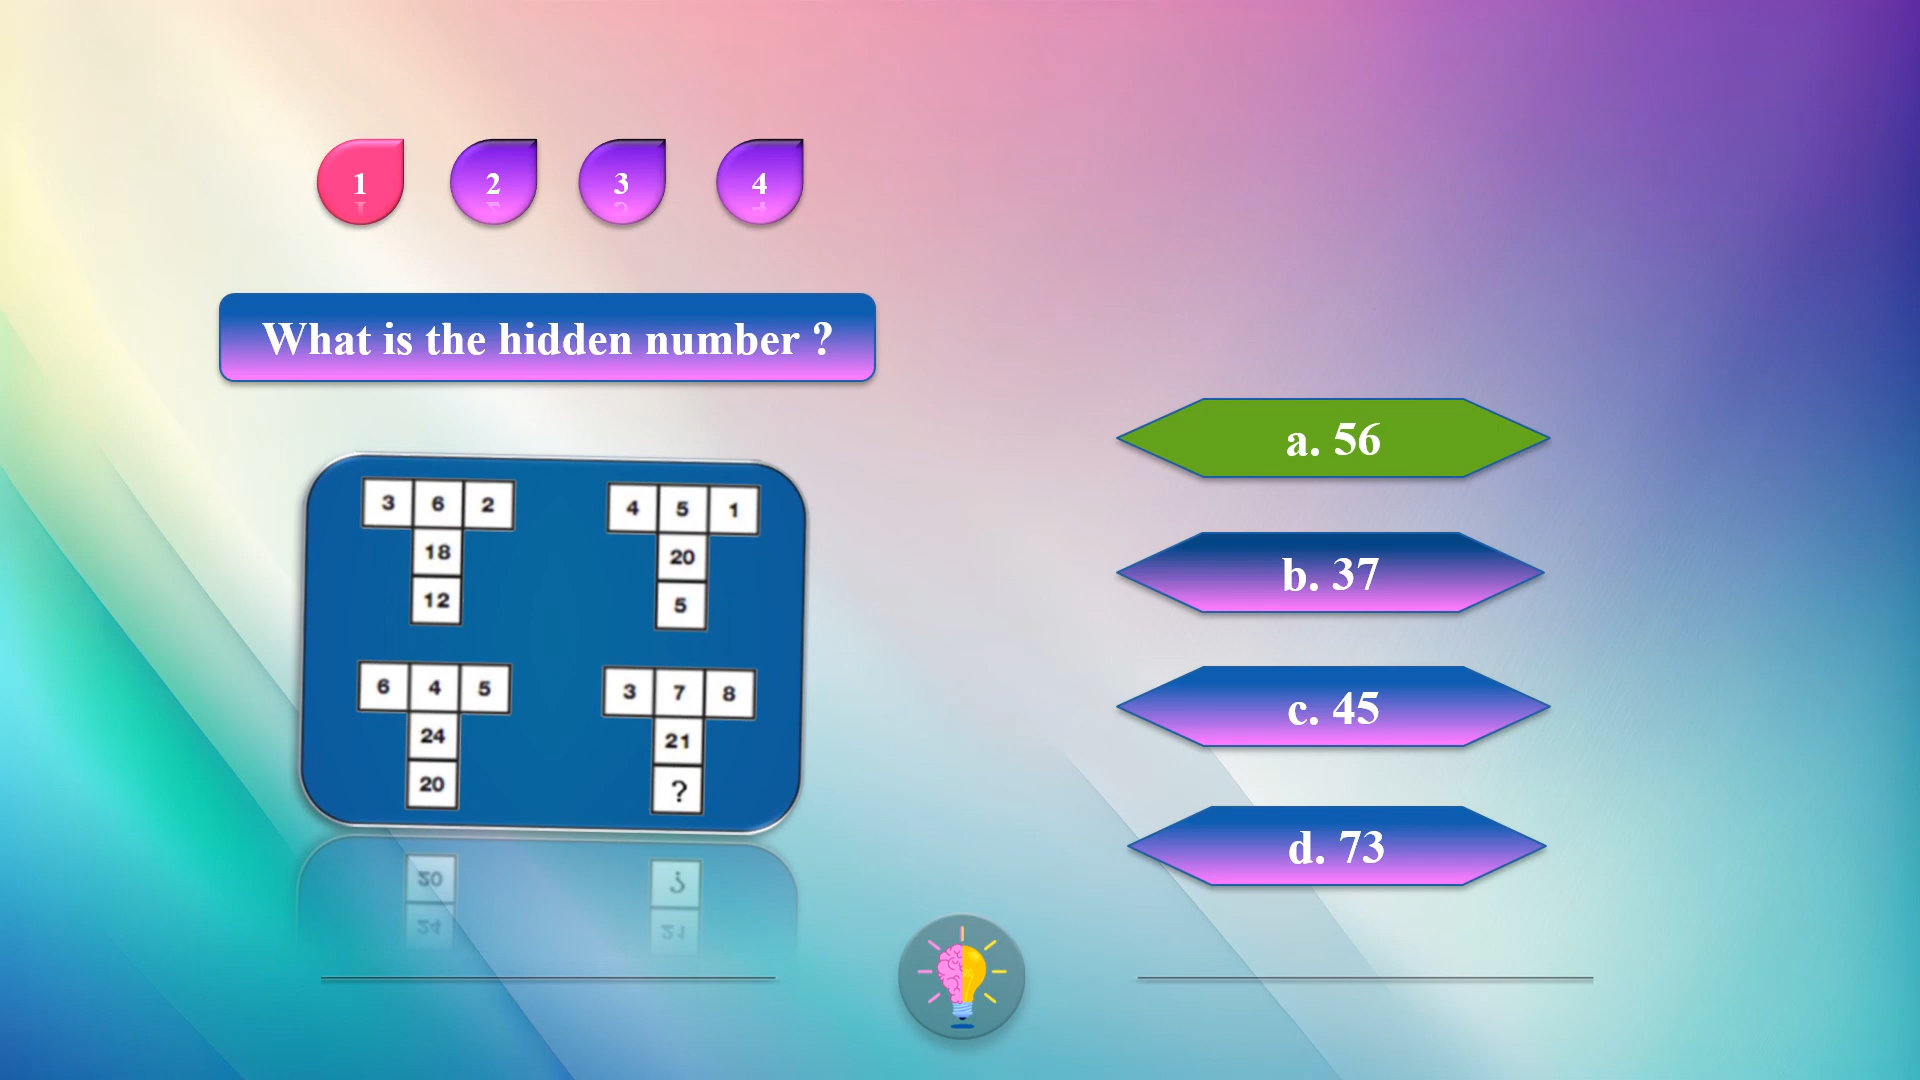 1 2 3 4
What is the hidden number ?
3 6 2
18
12
4 5 1
20
5
6 4 5
24
20
3 7 8
21
?
a. 56
b. 37
c. 45
d. 73